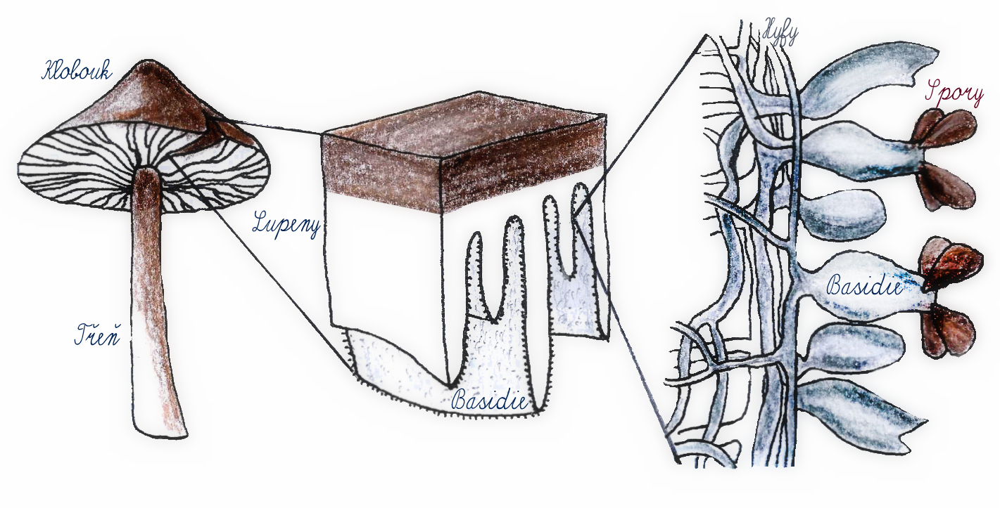 Klobouk
Lupeny
Třeň
Basidie
Hyfy
Spory
Basidie